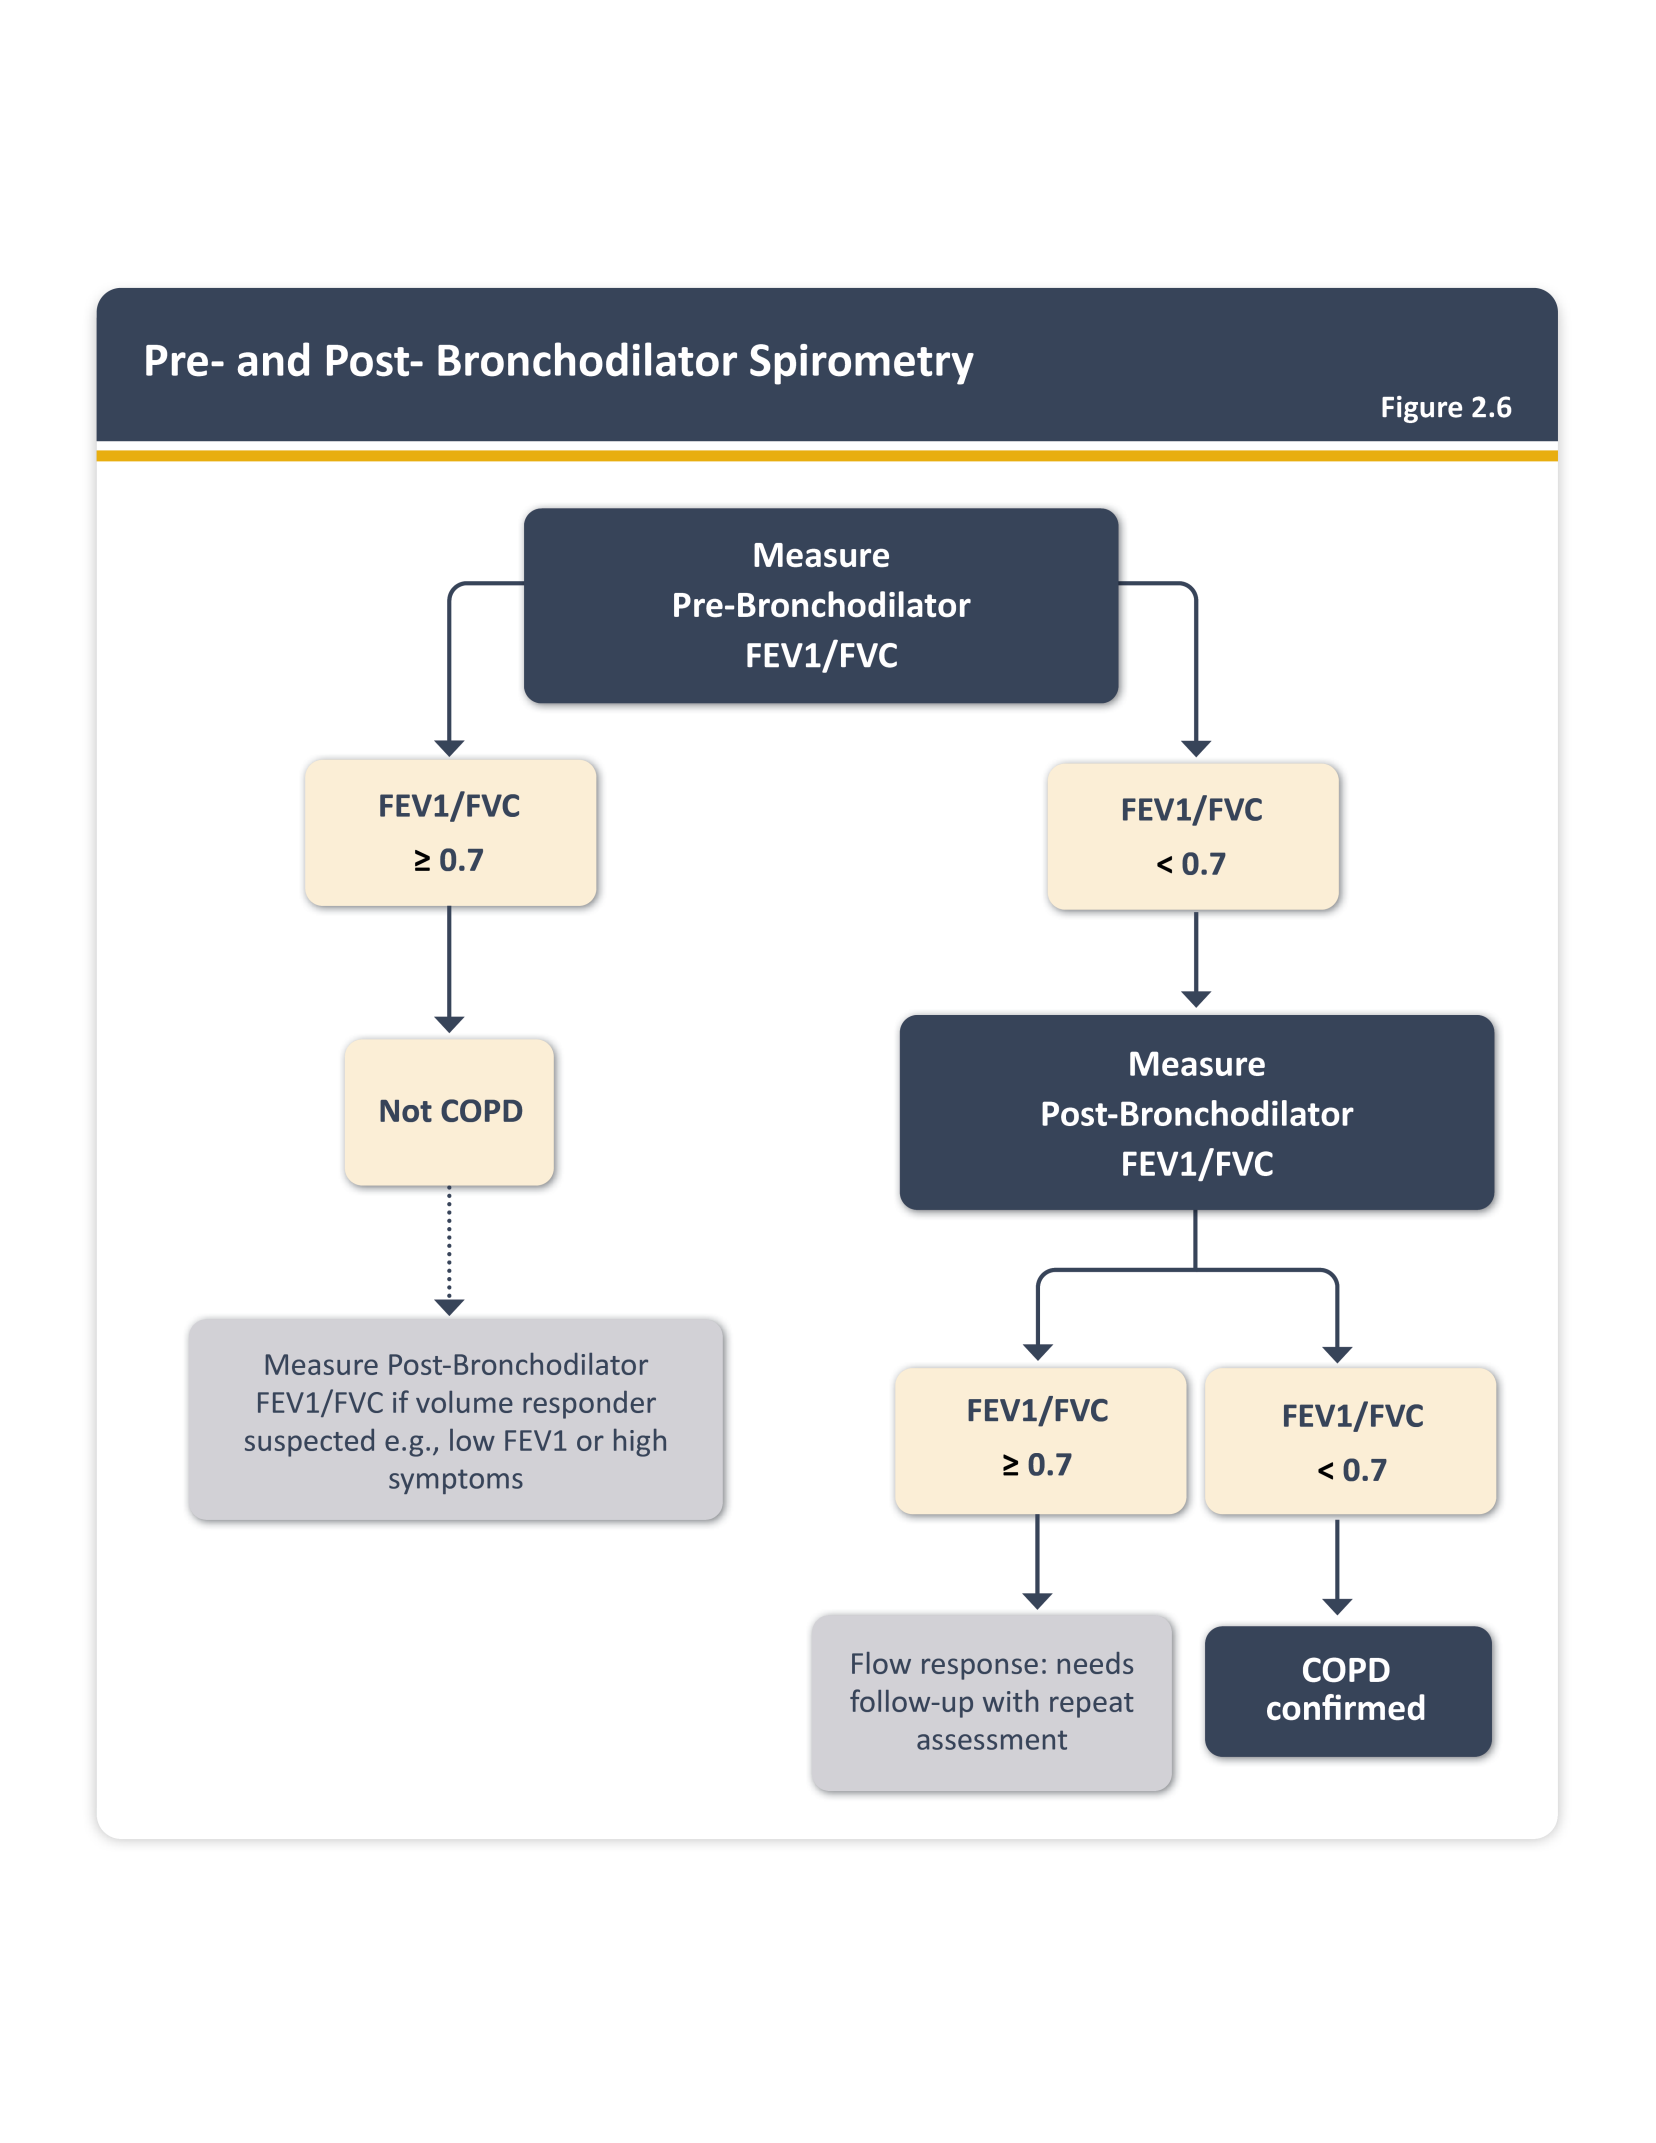 Pre- and Post- Bronchodilator Spirometry
Figure 2.6
Measure
Pre-Bronchodilator
FEV1/FVC
FEV1/FVC
≥ 0.7
FEV1/FVC
< 0.7
Not COPD
Measure
Post-Bronchodilator
FEV1/FVC
Measure Post-Bronchodilator
FEV1/FVC if volume responder
suspected e.g., low FEV1 or high
symptoms
FEV1/FVC
≥ 0.7
FEV1/FVC
< 0.7
Flow response: needs
follow-up with repeat
assessment
COPD
confirmed